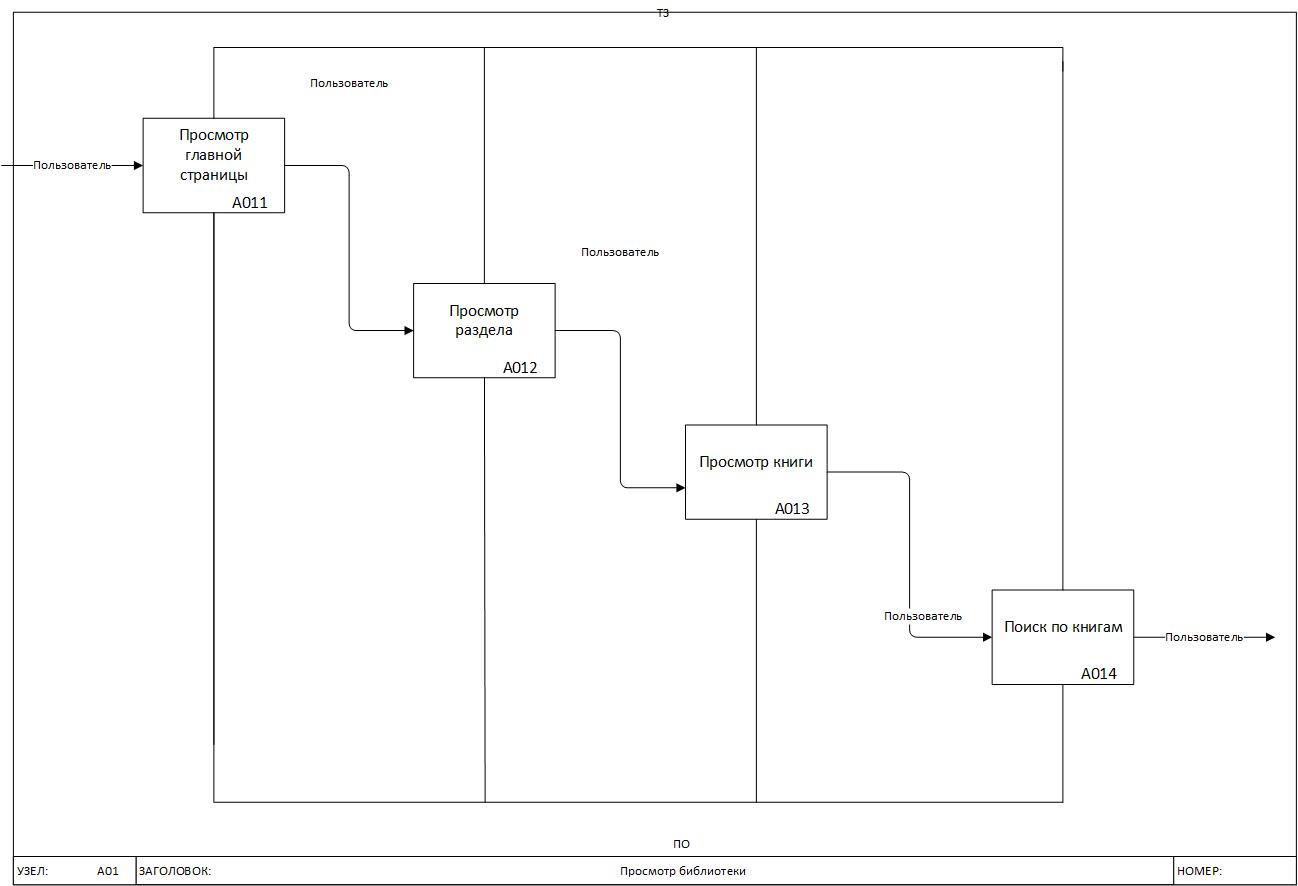 ТЗ
Пользователь
Пользователь
Просмотр
главной
страницы
А011
Пользователь
Просмотр
раздела
А012
Просмотр книги
А013
Пользователь
Поиск по книгам
А014
Пользователь
ПО
УЗЕЛ: А01 ЗАГОЛОВОК: Просмотр библиотеки НОМЕР: